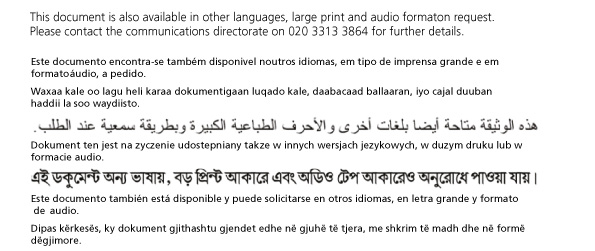 This document is also available in other languages, large print and audio formaton request.
Please contact the communications directorate on 020 3313 3864 for further details.
Este documento encontra-se também disponivel noutros idiomas, em tipo de imprensa grande e em
formatoáudio, a pedido.
Waxaa kale oo lagu heli karaa dokumentigaan luqado kale, daabacaad ballaaran, iyo cajal duuban
haddii la soo waydiisto.
هذه الوثيقة متاحة أيضا بلغات أخرى والأحرف الطباعية الكبيرة وبطريقة سمعية عند الطلب.
Dokument ten jest na zyczenie udostepniany takze w innych wersjach jezykowych, w duzym druku lub w
formacie audio.
এই ডকুমেন্ট অন্য ভাষায়, বড় প্রিন্ট আকারে এবং অডিও টেপ আকারেও অনুরোধে পাওয়া যায়।
Este documento también está disponible y puede solicitarse en otros idiomas, en letra grande y formato
de audio.
Dipas kërkesës, ky dokument gjithashtu gjendet edhe në gjuhë të tjera, me shkrim të madh dhe në formë
dëgjimore.